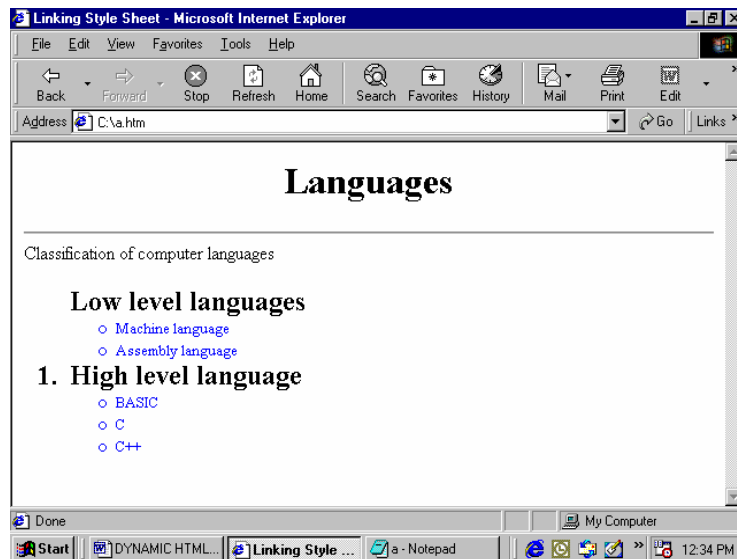 Linking Style Sheet - Microsoft Internet Explorer
File Edit View Favorites Tools Help
Back Forward Stop Refresh Home Search Favorites History Mail Print Edit »
Address C:\a.htm Go Links »
Languages
Classification of computer languages
Low level languages
Machine language
Assembly language
1. High level language
BASIC
C
C++
Done My Computer
Start DYNAMIC HTML... Linking Style ... a - Notepad » 12:34 PM